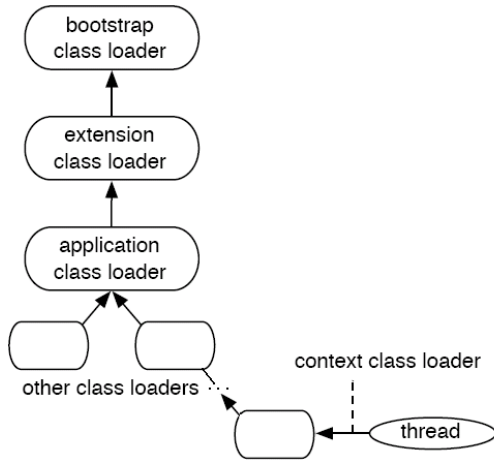 bootstrap
class loader
extension
class loader
application
class loader
other class loaders ...
context class loader
thread